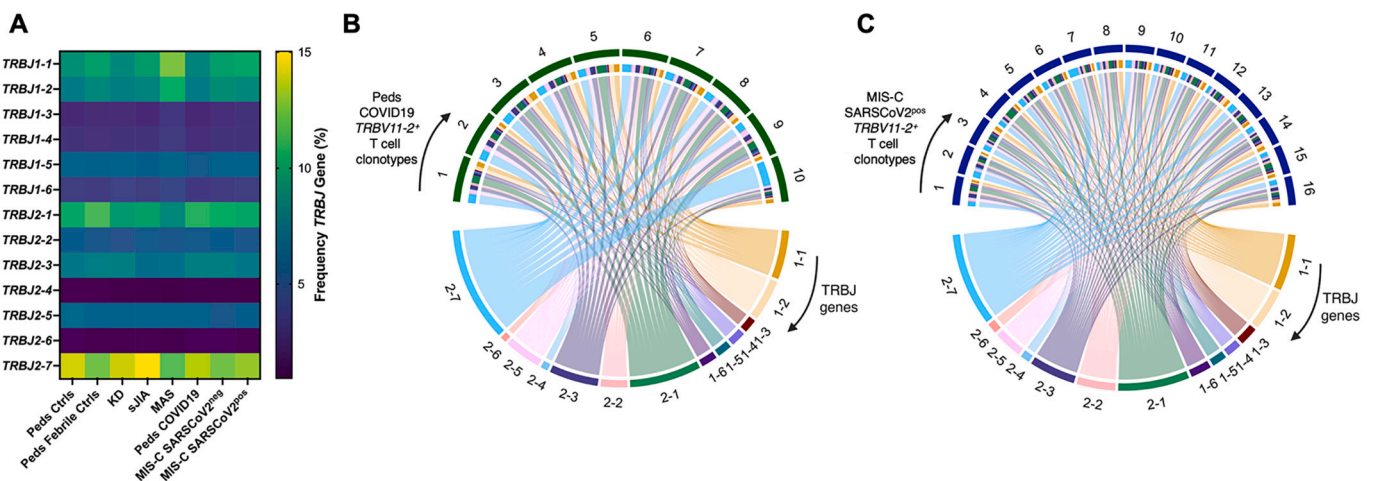 A
TRBJ1-1
TRBJ1-2
TRBJ1-3
TRBJ1-4
TRBJ1-5
TRBJ1-6
TRBJ2-1
TRBJ2-2
TRBJ2-3
TRBJ2-4
TRBJ2-5
TRBJ2-6
TRBJ2-7
Peds Ctrls
Peds Febrile Ctrls
KD
sJIA
MAS
Peds COVID19
MIS-C SARSCoV2neg
MIS-C SARSCoV2pos
15
10
5
Frequency TRBJ Gene (%)
B
Peds
COVID19
TRBV11-2+
T cell
clonotypes
1
2
3
4
5
6
7
8
9
10
1-1
1-2
1-3
1-4
1-5
1-6
2-1
2-2
2-3
2-4
2-5
2-6
2-7
TRBJ
genes
C
MIS-C
SARSCoV2pos
TRBV11-2+
T cell
clonotypes
1
2
3
4
5
6
7
8
9
10
11
12
13
14
15
16
1-1
1-2
1-3
1-4
1-5
1-6
2-1
2-2
2-3
2-4
2-5
2-6
2-7
TRBJ
genes